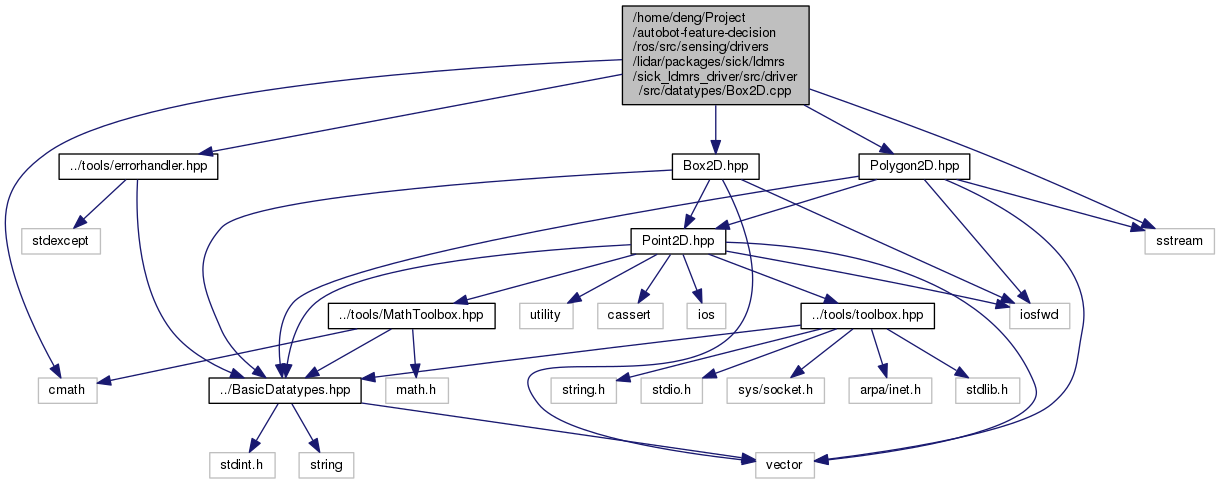 /home/deng/Project
/autobot-feature-decision
/ros/src/sensing/drivers
/lidar/packages/sick/ldmrs
/sick_ldmrs_driver/src/driver
/src/datatypes/Box2D.cpp
../tools/errorhandler.hpp
Box2D.hpp
Polygon2D.hpp
stdexcept
Point2D.hpp
sstream
../tools/MathToolbox.hpp
utility
cassert
ios
../tools/toolbox.hpp
iosfwd
cmath
../BasicDatatypes.hpp
math.h
string.h
stdio.h
sys/socket.h
arpa/inet.h
stdlib.h
stdint.h
string
vector